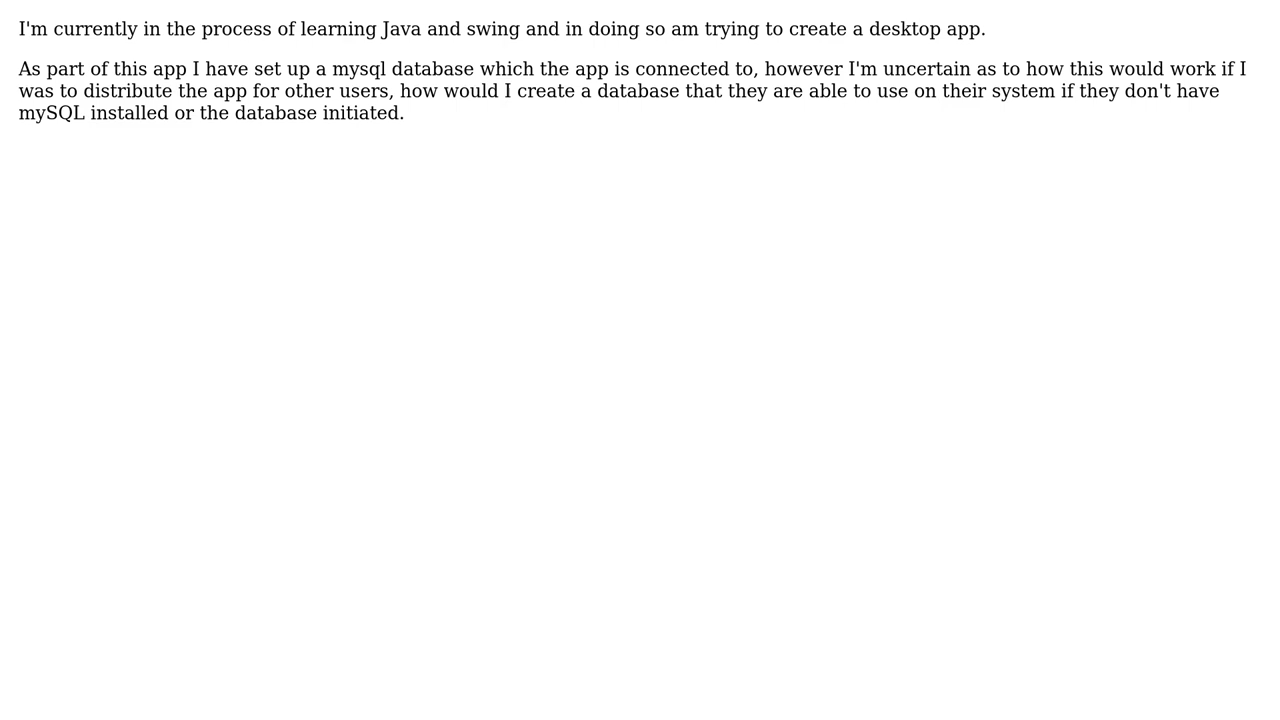 I'm currently in the process of learning Java and swing and in doing so am trying to create a desktop app.
As part of this app I have set up a mysql database which the app is connected to, however I'm uncertain as to how this would work if I
was to distribute the app for other users, how would I create a database that they are able to use on their system if they don't have
mySQL installed or the database initiated.